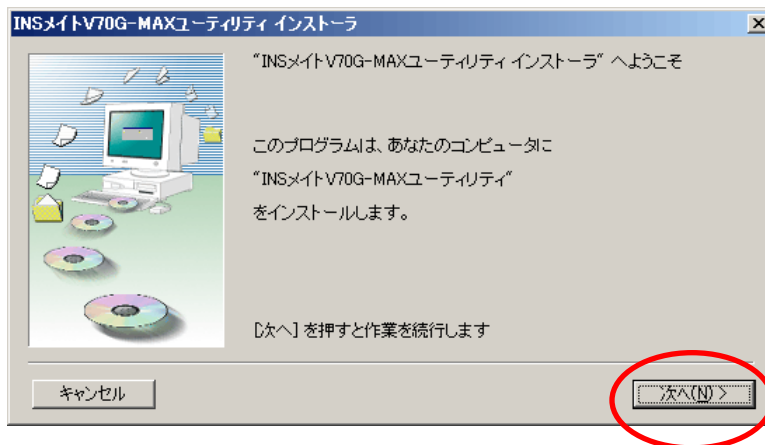 INSメイトV70G-MAXユーティリティ インストーラ
"INSメイトV70G-MAXユーティリティ インストーラ" へようこそ
このプログラムは、あなたのコンピュータに
"INSメイトV70G-MAXユーティリティ"
をインストールします。
[次へ] を押すと作業を続行します
キャンセル
次へ(N) >